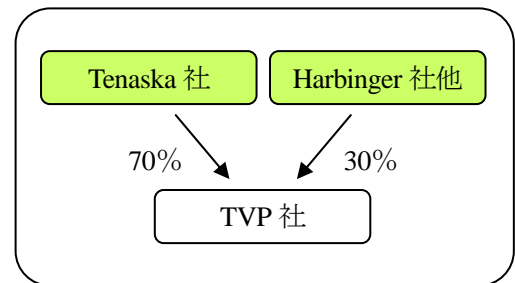 Tenaska 社
Harbinger 社他
70%
30%
TVP 社